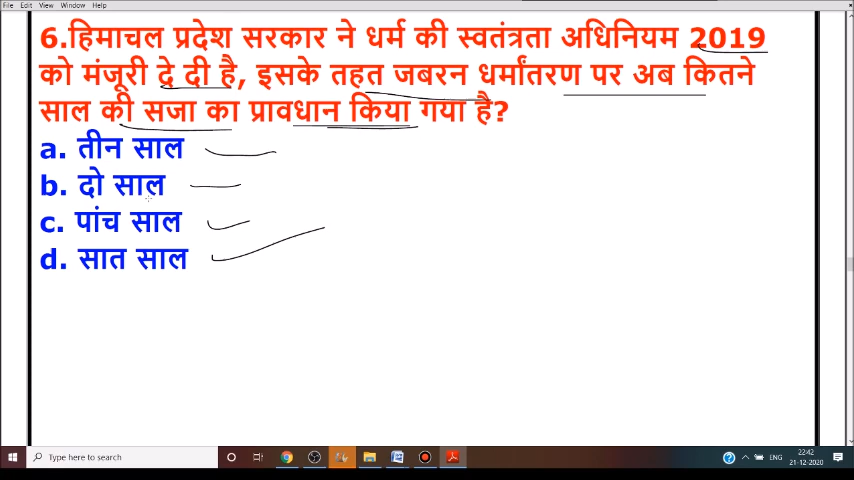 File Edit View Window Help
6.हिमाचल प्रदेश सरकार ने धर्म की स्वतंत्रता अधिनियम 2019
को मंजूरी दे दी है, इसके तहत जबरन धर्मांतरण पर अब कितने
साल की सजा का प्रावधान किया गया है?
a. तीन साल
b. दो साल
c. पांच साल
d. सात साल
Type here to search
ENG
22:42
21-12-2020